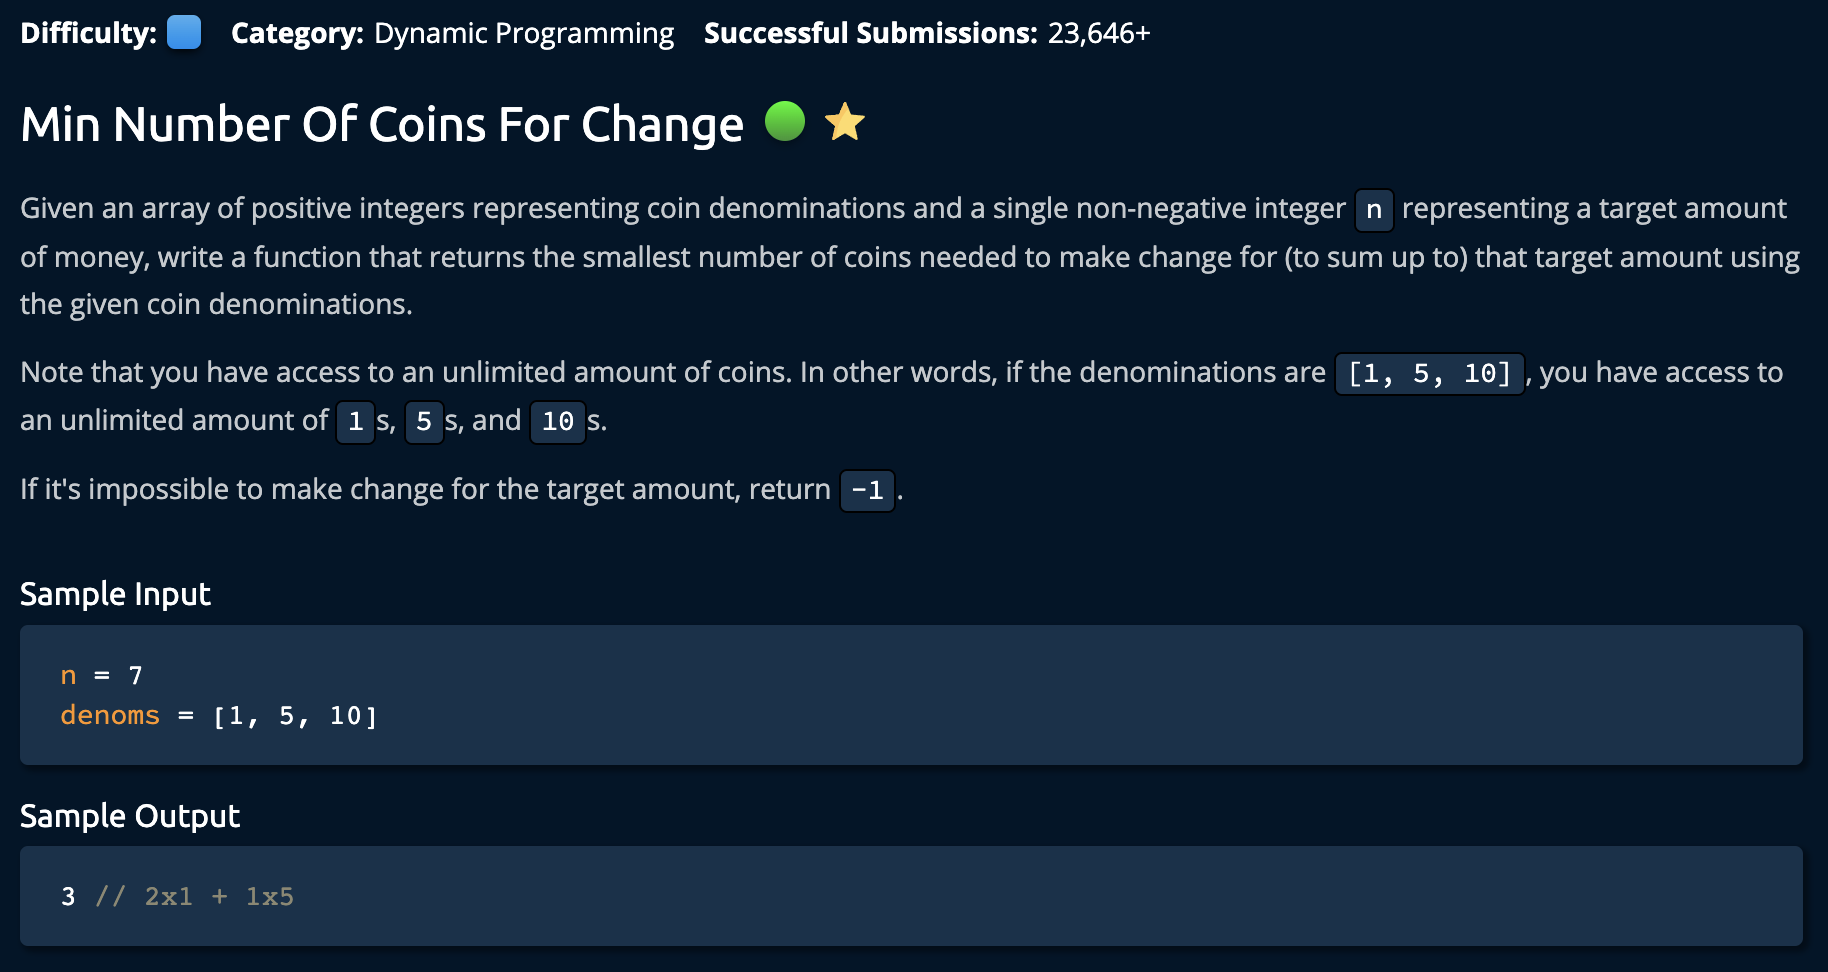 Difficulty: Category: Dynamic Programming Successful Submissions: 23,646+
Min Number Of Coins For Change
Given an array of positive integers representing coin denominations and a single non-negative integer n representing a target amount
of money, write a function that returns the smallest number of coins needed to make change for (to sum up to) that target amount using
the given coin denominations.
Note that you have access to an unlimited amount of coins. In other words, if the denominations are [1, 5, 10], you have access to
an unlimited amount of 1s, 5s, and 10s.
If it's impossible to make change for the target amount, return -1.
Sample Input
n = 7
denoms = [1, 5, 10]
Sample Output
3 // 2x1 + 1x5